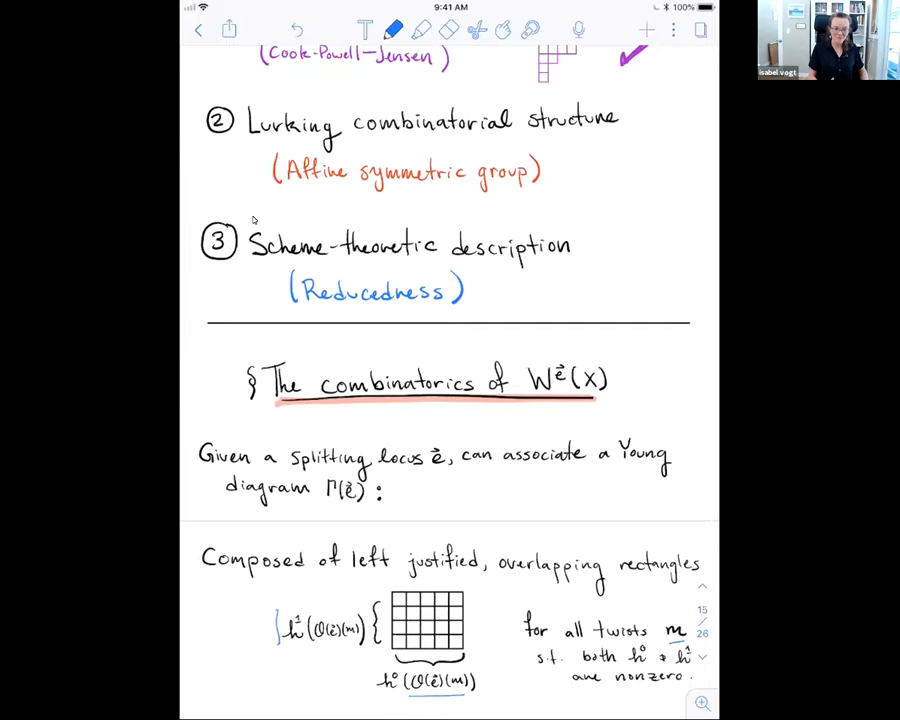 9:41 AM
100%
isabel vogt
(Cook-Powell-Jensen)
② Lurking combinatorial structure
(Affine symmetric group)
③ Scheme-theoretic description
(Reducedness)
§ The combinatorics of W^e⃗(X)
Given a splitting locus e⃗, can associate a Young
diagram Γ(e⃗) :
Composed of left justified, overlapping rectangles
h¹(O(e⃗)(m)) {
for all twists m
s.t. both h⁰ & h¹
are nonzero.
h⁰(O(e⃗)(m))
15
/
26